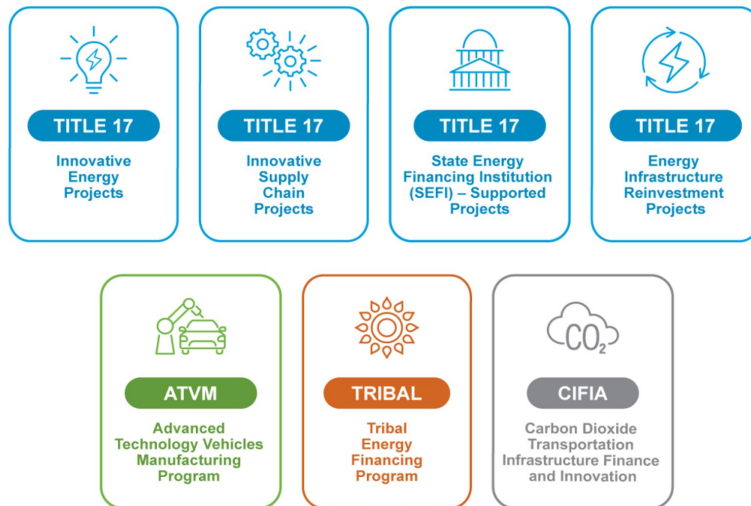 TITLE 17
Innovative
Energy
Projects
TITLE 17
Innovative
Supply
Chain
Projects
TITLE 17
State Energy
Financing Institution
(SEFI) – Supported
Projects
TITLE 17
Energy
Infrastructure
Reinvestment
Projects
ATVM
Advanced
Technology Vehicles
Manufacturing
Program
TRIBAL
Tribal
Energy
Financing
Program
CO2
CIFIA
Carbon Dioxide
Transportation
Infrastructure Finance
and Innovation